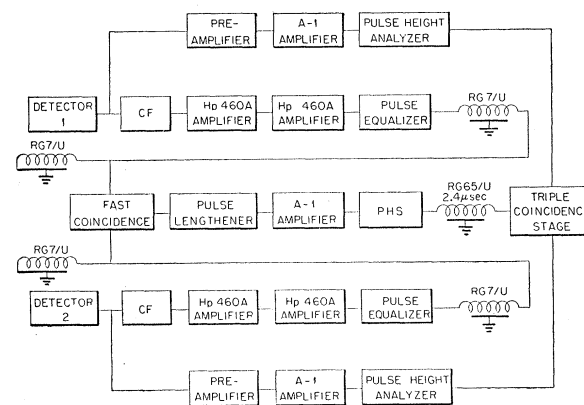 PRE-
AMPLIFIER
A-1
AMPLIFIER
PULSE HEIGHT
ANALYZER
DETECTOR
1
CF
Hp 460A
AMPLIFIER
Hp 460A
AMPLIFIER
PULSE
EQUALIZER
RG7/U
RG7/U
FAST
COINCIDENCE
PULSE
LENGTHENER
A-1
AMPLIFIER
PHS
RG65/U
2.4μsec
TRIPLE
COINCIDENCE
STAGE
RG7/U
DETECTOR
2
CF
Hp 460A
AMPLIFIER
Hp 460A
AMPLIFIER
PULSE
EQUALIZER
RG7/U
PRE-
AMPLIFIER
A-1
AMPLIFIER
PULSE HEIGHT
ANALYZER